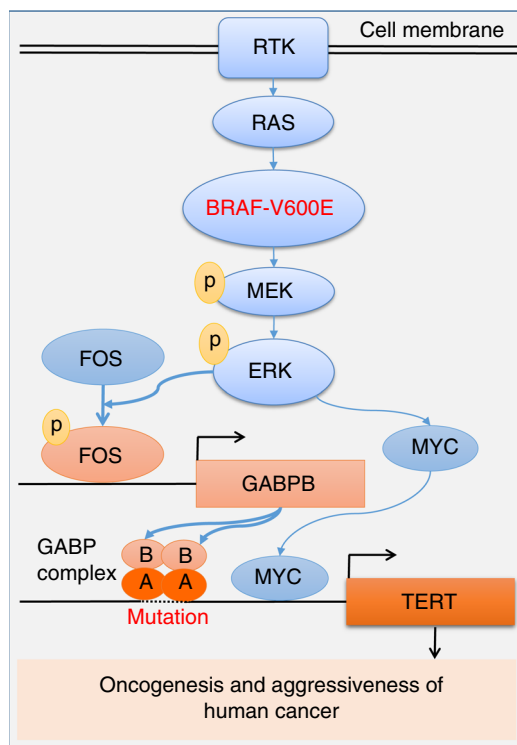 Cell membrane
RTK
RAS
BRAF-V600E
p
MEK
p
ERK
FOS
p
FOS
MYC
GABPB
GABP
complex
B B
A A
MYC
Mutation
TERT
Oncogenesis and aggressiveness of
human cancer